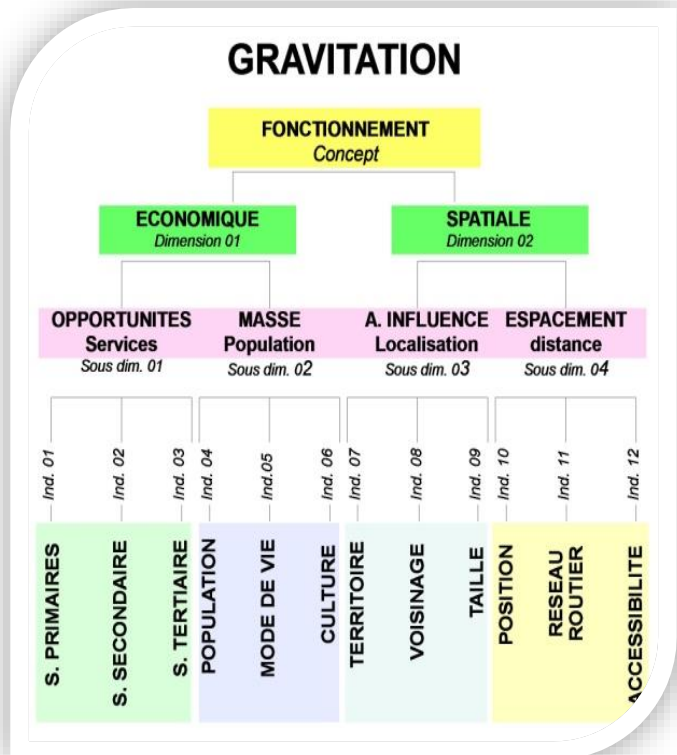 GRAVITATION
FONCTIONNEMENT
Concept
ECONOMIQUE
Dimension 01
SPATIALE
Dimension 02
OPPORTUNITES
Services
Sous dim. 01
MASSE
Population
Sous dim. 02
A. INFLUENCE
Localisation
Sous dim. 03
ESPACEMENT
distance
Sous dim. 04
Ind. 01
Ind. 02
Ind. 03
Ind. 04
Ind.05
Ind. 06
Ind. 07
Ind. 08
Ind. 09
Ind. 10
Ind. 11
Ind. 12
S. PRIMAIRES
S. SECONDAIRE
S. TERTIAIRE
POPULATION
MODE DE VIE
CULTURE
TERRITOIRE
VOISINAGE
TAILLE
POSITION
RESEAU
ROUTIER
ACCESSIBILITE